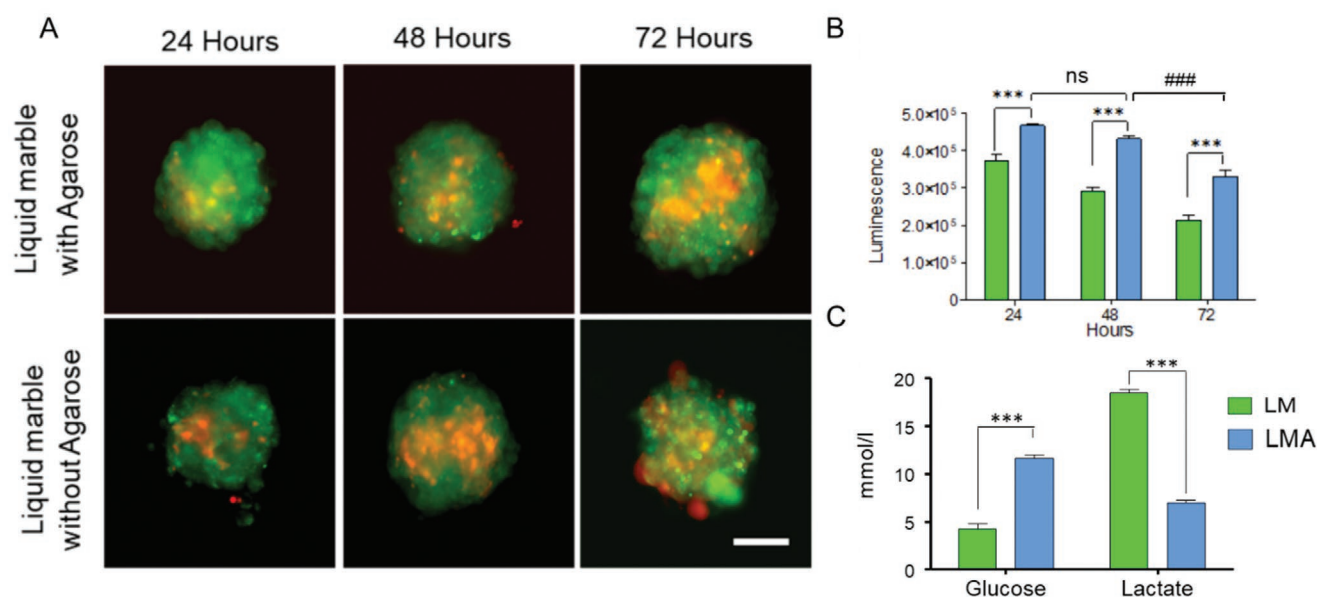 A
24 Hours
48 Hours
72 Hours
Liquid marble
with Agarose
Liquid marble
without Agarose
B
ns
###
***
***
***
5.0×10⁵
4.0×10⁵
3.0×10⁵
2.0×10⁵
1.0×10⁵
0
Luminescence
24
48
72
Hours
C
***
***
20
15
10
5
0
mmol/l
Glucose
Lactate
LM
LMA